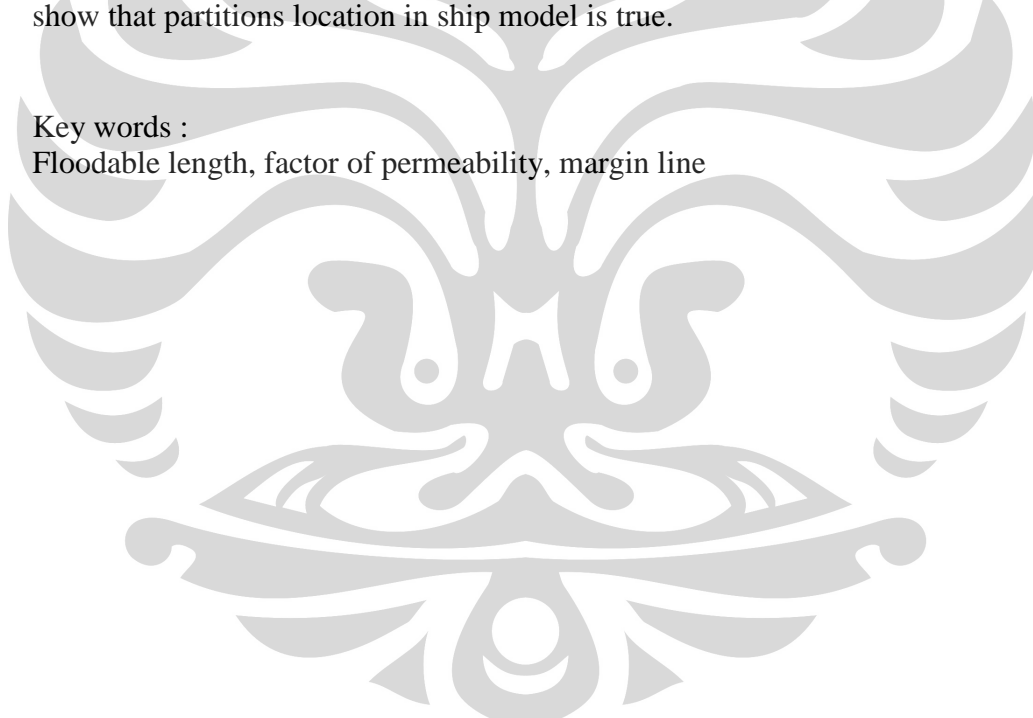 show that partitions location in ship model is true.
Key words :
Floodable length, factor of permeability, margin line